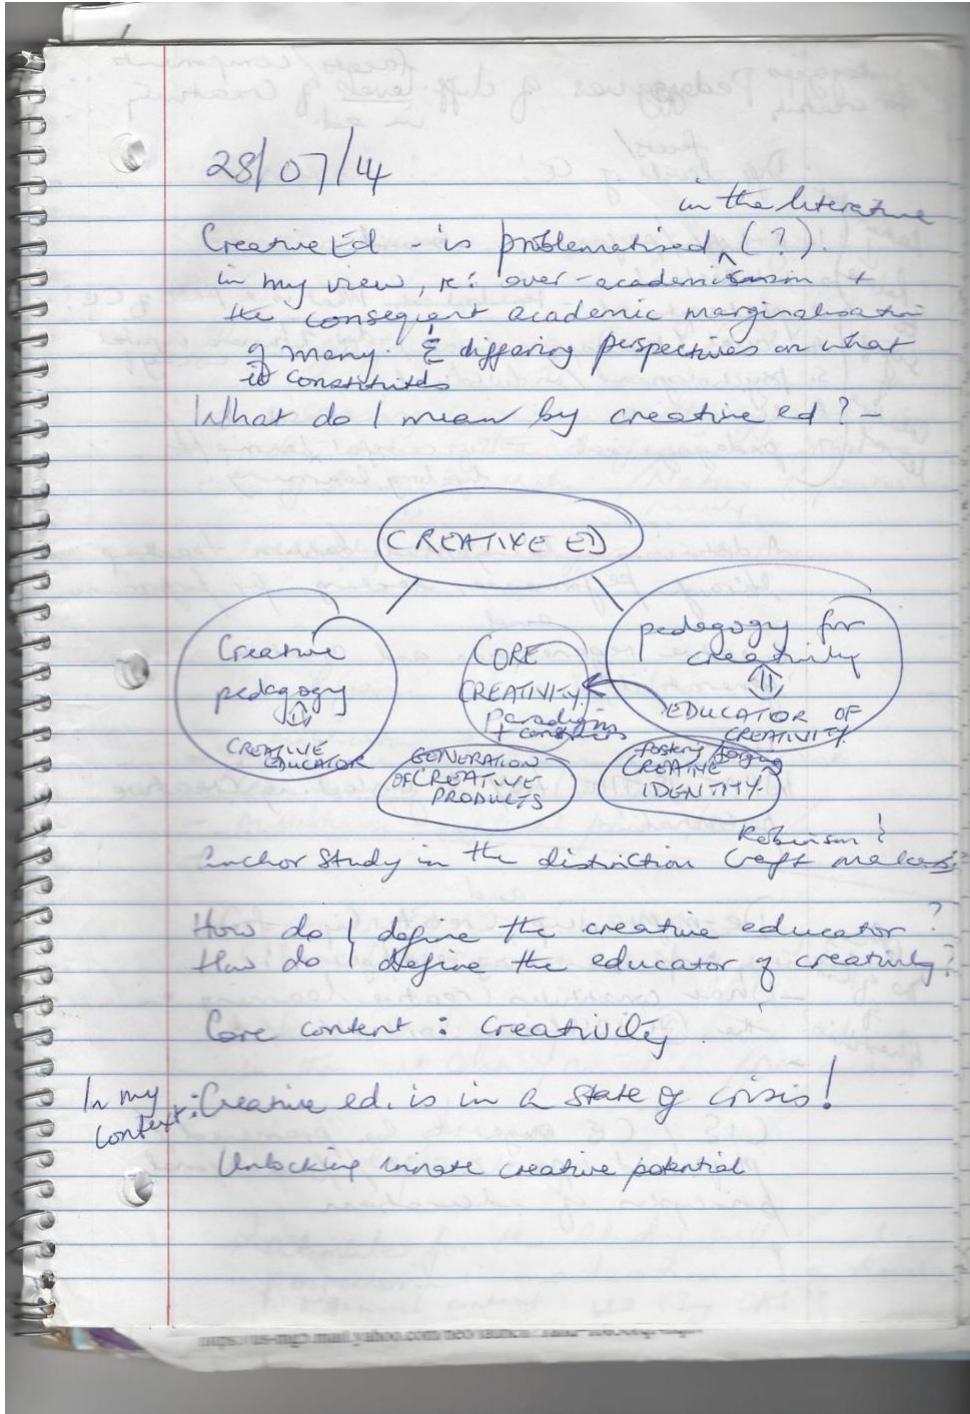 28/07/14
in the literature
Creative Ed - is problematised ^ (?).
in my view, re: over-academicism +
the consequent academic marginalisation
of many. & differing perspectives on what
it constitutes
What do I mean by creative ed? -
CREATIVE ED
Creative
pedagogy
CREATIVE
EDUCATOR
CORE
CREATIVITY
paradigm
GENERATION
OF CREATIVE
PRODUCTS
pedagogy for
creativity
EDUCATOR OF
CREATIVITY
CREATIVE
IDENTITY
Robinson &
Anchor study in the distinction Craft makes
How do I define the creative educator?
How do I define the educator of creativity?
Core content: Creativity.
In my
context: Creative ed. is in a state of crisis!
Unlocking innate creative potential